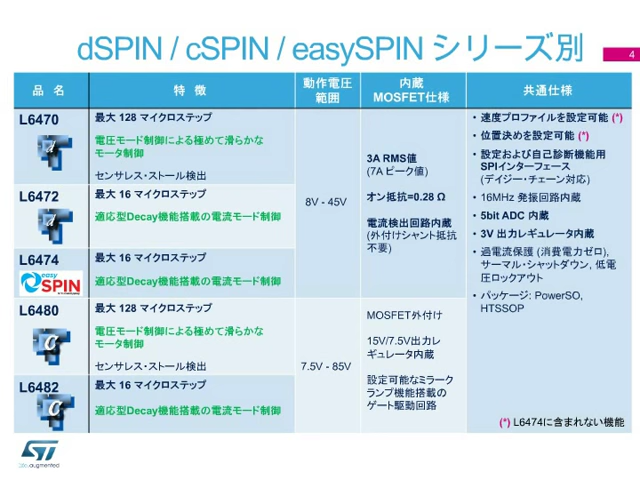 dSPIN / cSPIN / easySPIN シリーズ別
4
品 名
特 徴
動作電圧
範囲
内蔵
MOSFET仕様
共通仕様
L6470
d
最大 128 マイクロステップ
電圧モード制御による極めて滑らかな
モータ制御
センサレス・ストール検出
L6472
d
最大 16 マイクロステップ
適応型Decay機能搭載の電流モード制御
L6474
easy
SPIN
最大 16 マイクロステップ
適応型Decay機能搭載の電流モード制御
8V - 45V
3A RMS値
(7A ピーク値)
オン抵抗=0.28 Ω
電流検出回路内蔵
(外付けシャント抵抗
不要)
L6480
c
最大 128 マイクロステップ
電圧モード制御による極めて滑らかな
モータ制御
センサレス・ストール検出
L6482
c
最大 16 マイクロステップ
適応型Decay機能搭載の電流モード制御
7.5V - 85V
MOSFET外付け
15V/7.5V出力レ
ギュレータ内蔵
設定可能なミラーク
ランプ機能搭載の
ゲート駆動回路
• 速度プロファイルを設定可能 (*)
• 位置決めを設定可能 (*)
• 設定および自己診断機能用
SPIインターフェース
(デイジー・チェーン対応)
• 16MHz 発振回路内蔵
• 5bit ADC 内蔵
• 3V 出力レギュレータ内蔵
• 過電流保護 (消費電力ゼロ),
サーマル・シャットダウン, 低電
圧ロックアウト
• パッケージ: PowerSO,
HTSSOP
(*) L6474に含まれない機能
ST
life.augmented